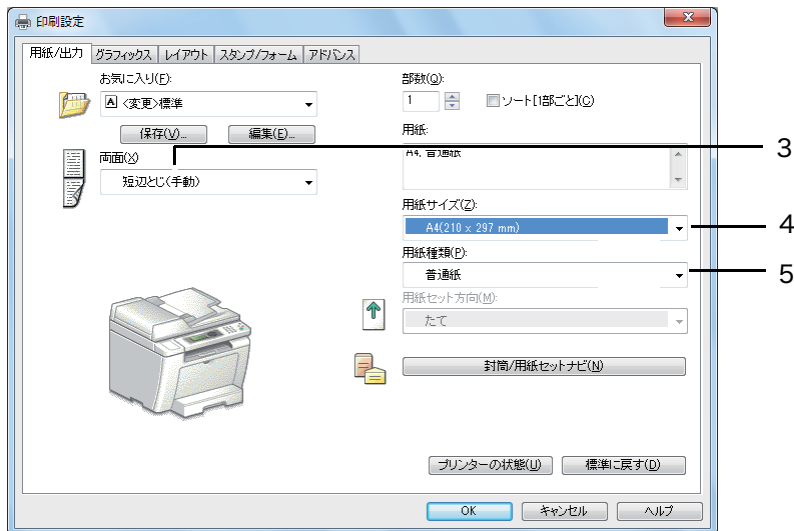 印刷設定
用紙/出力 グラフィックス レイアウト スタンプ/フォーム アドバンス
お気に入り(F):
A <変更>標準
保存(V)... 編集(E)...
両面(X)
短辺とじ(手動)
部数(Q):
1 ソート[1部ごと](C)
用紙:
A4, 普通紙
3
用紙サイズ(Z):
A4(210 x 297 mm)
4
用紙種類(P):
普通紙
5
用紙セット方向(M):
たて
封筒/用紙セットナビ(N)
プリンターの状態(U) 標準に戻す(D)
OK キャンセル ヘルプ